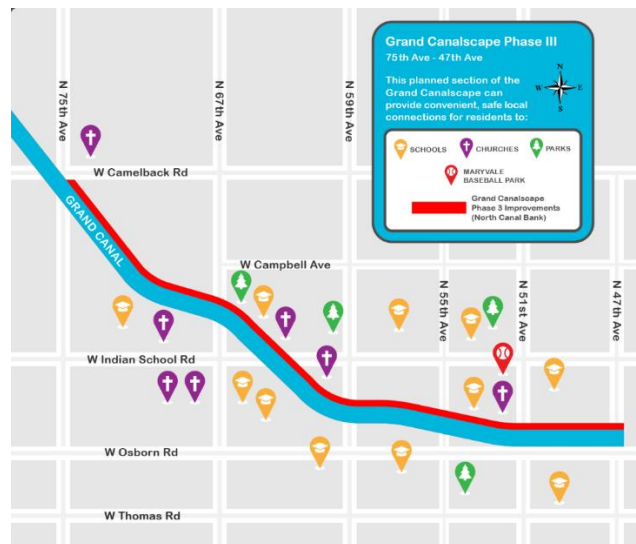 Grand Canalscape Phase III
75th Ave - 47th Ave
This planned section of the
Grand Canalscape can
provide convenient, safe local
connections for residents to:
N
W E
S
SCHOOLS
CHURCHES
PARKS
MARYVALE
BASEBALL PARK
Grand Canalscape
Phase 3 Improvements
(North Canal Bank)
N 75th Ave
N 67th Ave
N 59th Ave
W Camelback Rd
GRAND CANAL
W Campbell Ave
N 55th Ave
N 51st Ave
N 47th Ave
W Indian School Rd
W Osborn Rd
W Thomas Rd